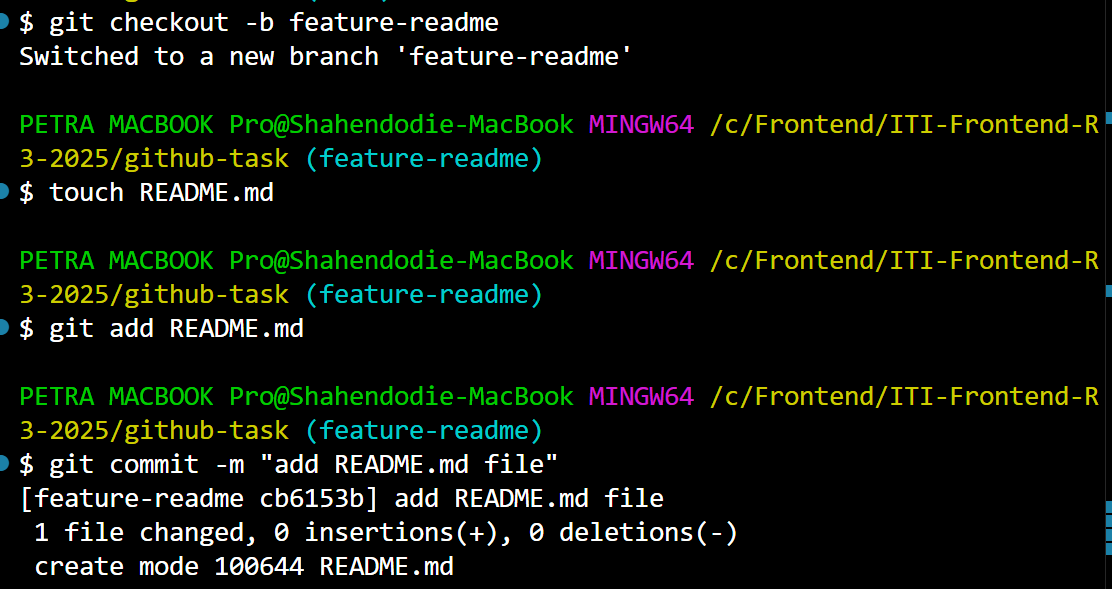 $ git checkout -b feature-readme
Switched to a new branch 'feature-readme'
PETRA MACBOOK Pro@Shahendodie-MacBook MINGW64 /c/Frontend/ITI-Frontend-R
3-2025/github-task (feature-readme)
$ touch README.md
PETRA MACBOOK Pro@Shahendodie-MacBook MINGW64 /c/Frontend/ITI-Frontend-R
3-2025/github-task (feature-readme)
$ git add README.md
PETRA MACBOOK Pro@Shahendodie-MacBook MINGW64 /c/Frontend/ITI-Frontend-R
3-2025/github-task (feature-readme)
$ git commit -m "add README.md file"
[feature-readme cb6153b] add README.md file
 1 file changed, 0 insertions(+), 0 deletions(-)
 create mode 100644 README.md